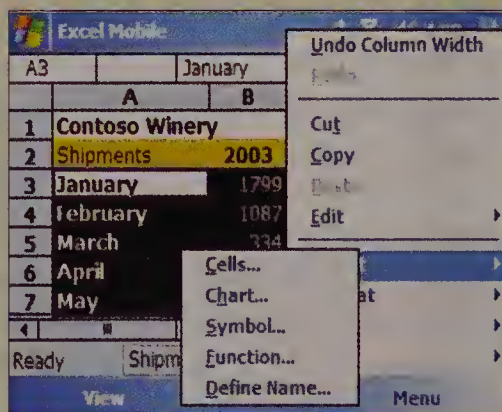 Excel Mobile
A3 January
A B
1 Contoso Winery
2 Shipments 2003
3 January 1799
4 February 1087
5 March 334
6 April
7 May
Ready Shipm
View Menu
Undo Column Width
Cut
Copy
Edit
Cells...
Chart...
Symbol...
Function...
Define Name...